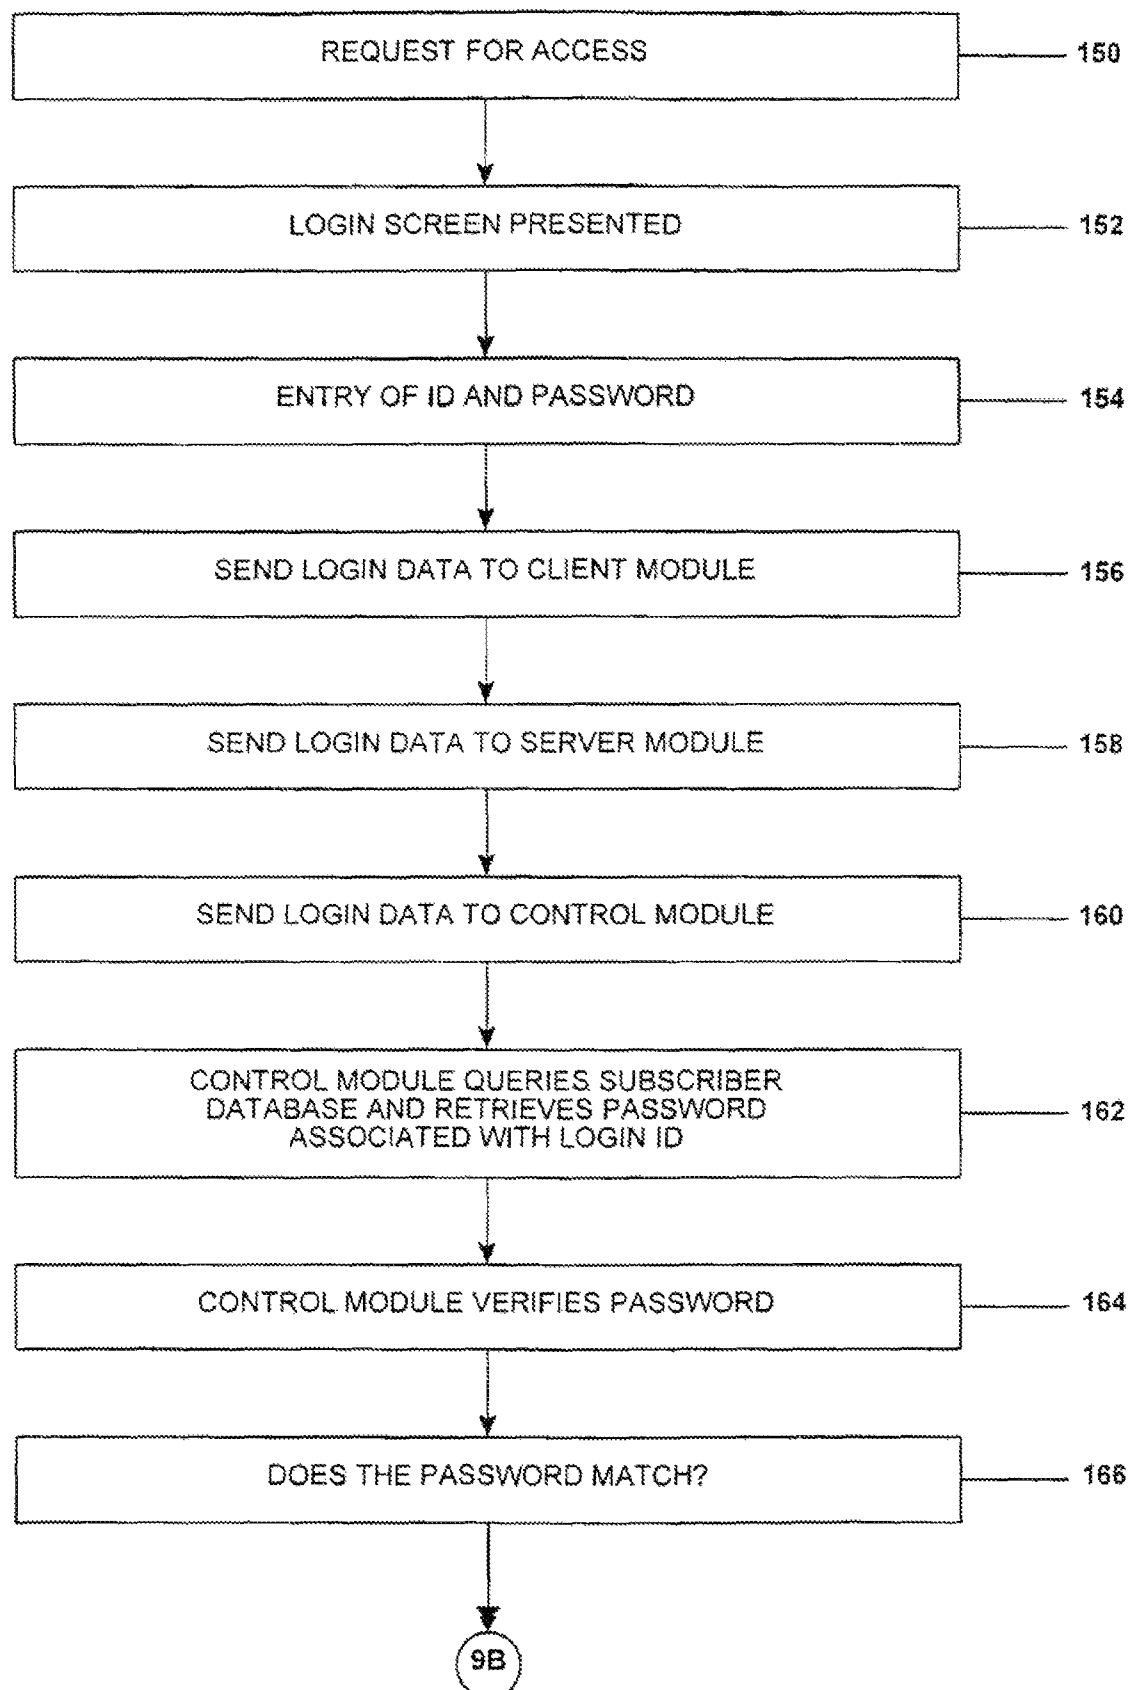 REQUEST FOR ACCESS
150
LOGIN SCREEN PRESENTED
152
ENTRY OF ID AND PASSWORD
154
SEND LOGIN DATA TO CLIENT MODULE
156
SEND LOGIN DATA TO SERVER MODULE
158
SEND LOGIN DATA TO CONTROL MODULE
160
CONTROL MODULE QUERIES SUBSCRIBER
DATABASE AND RETRIEVES PASSWORD
ASSOCIATED WITH LOGIN ID
162
CONTROL MODULE VERIFIES PASSWORD
164
DOES THE PASSWORD MATCH?
166
9B